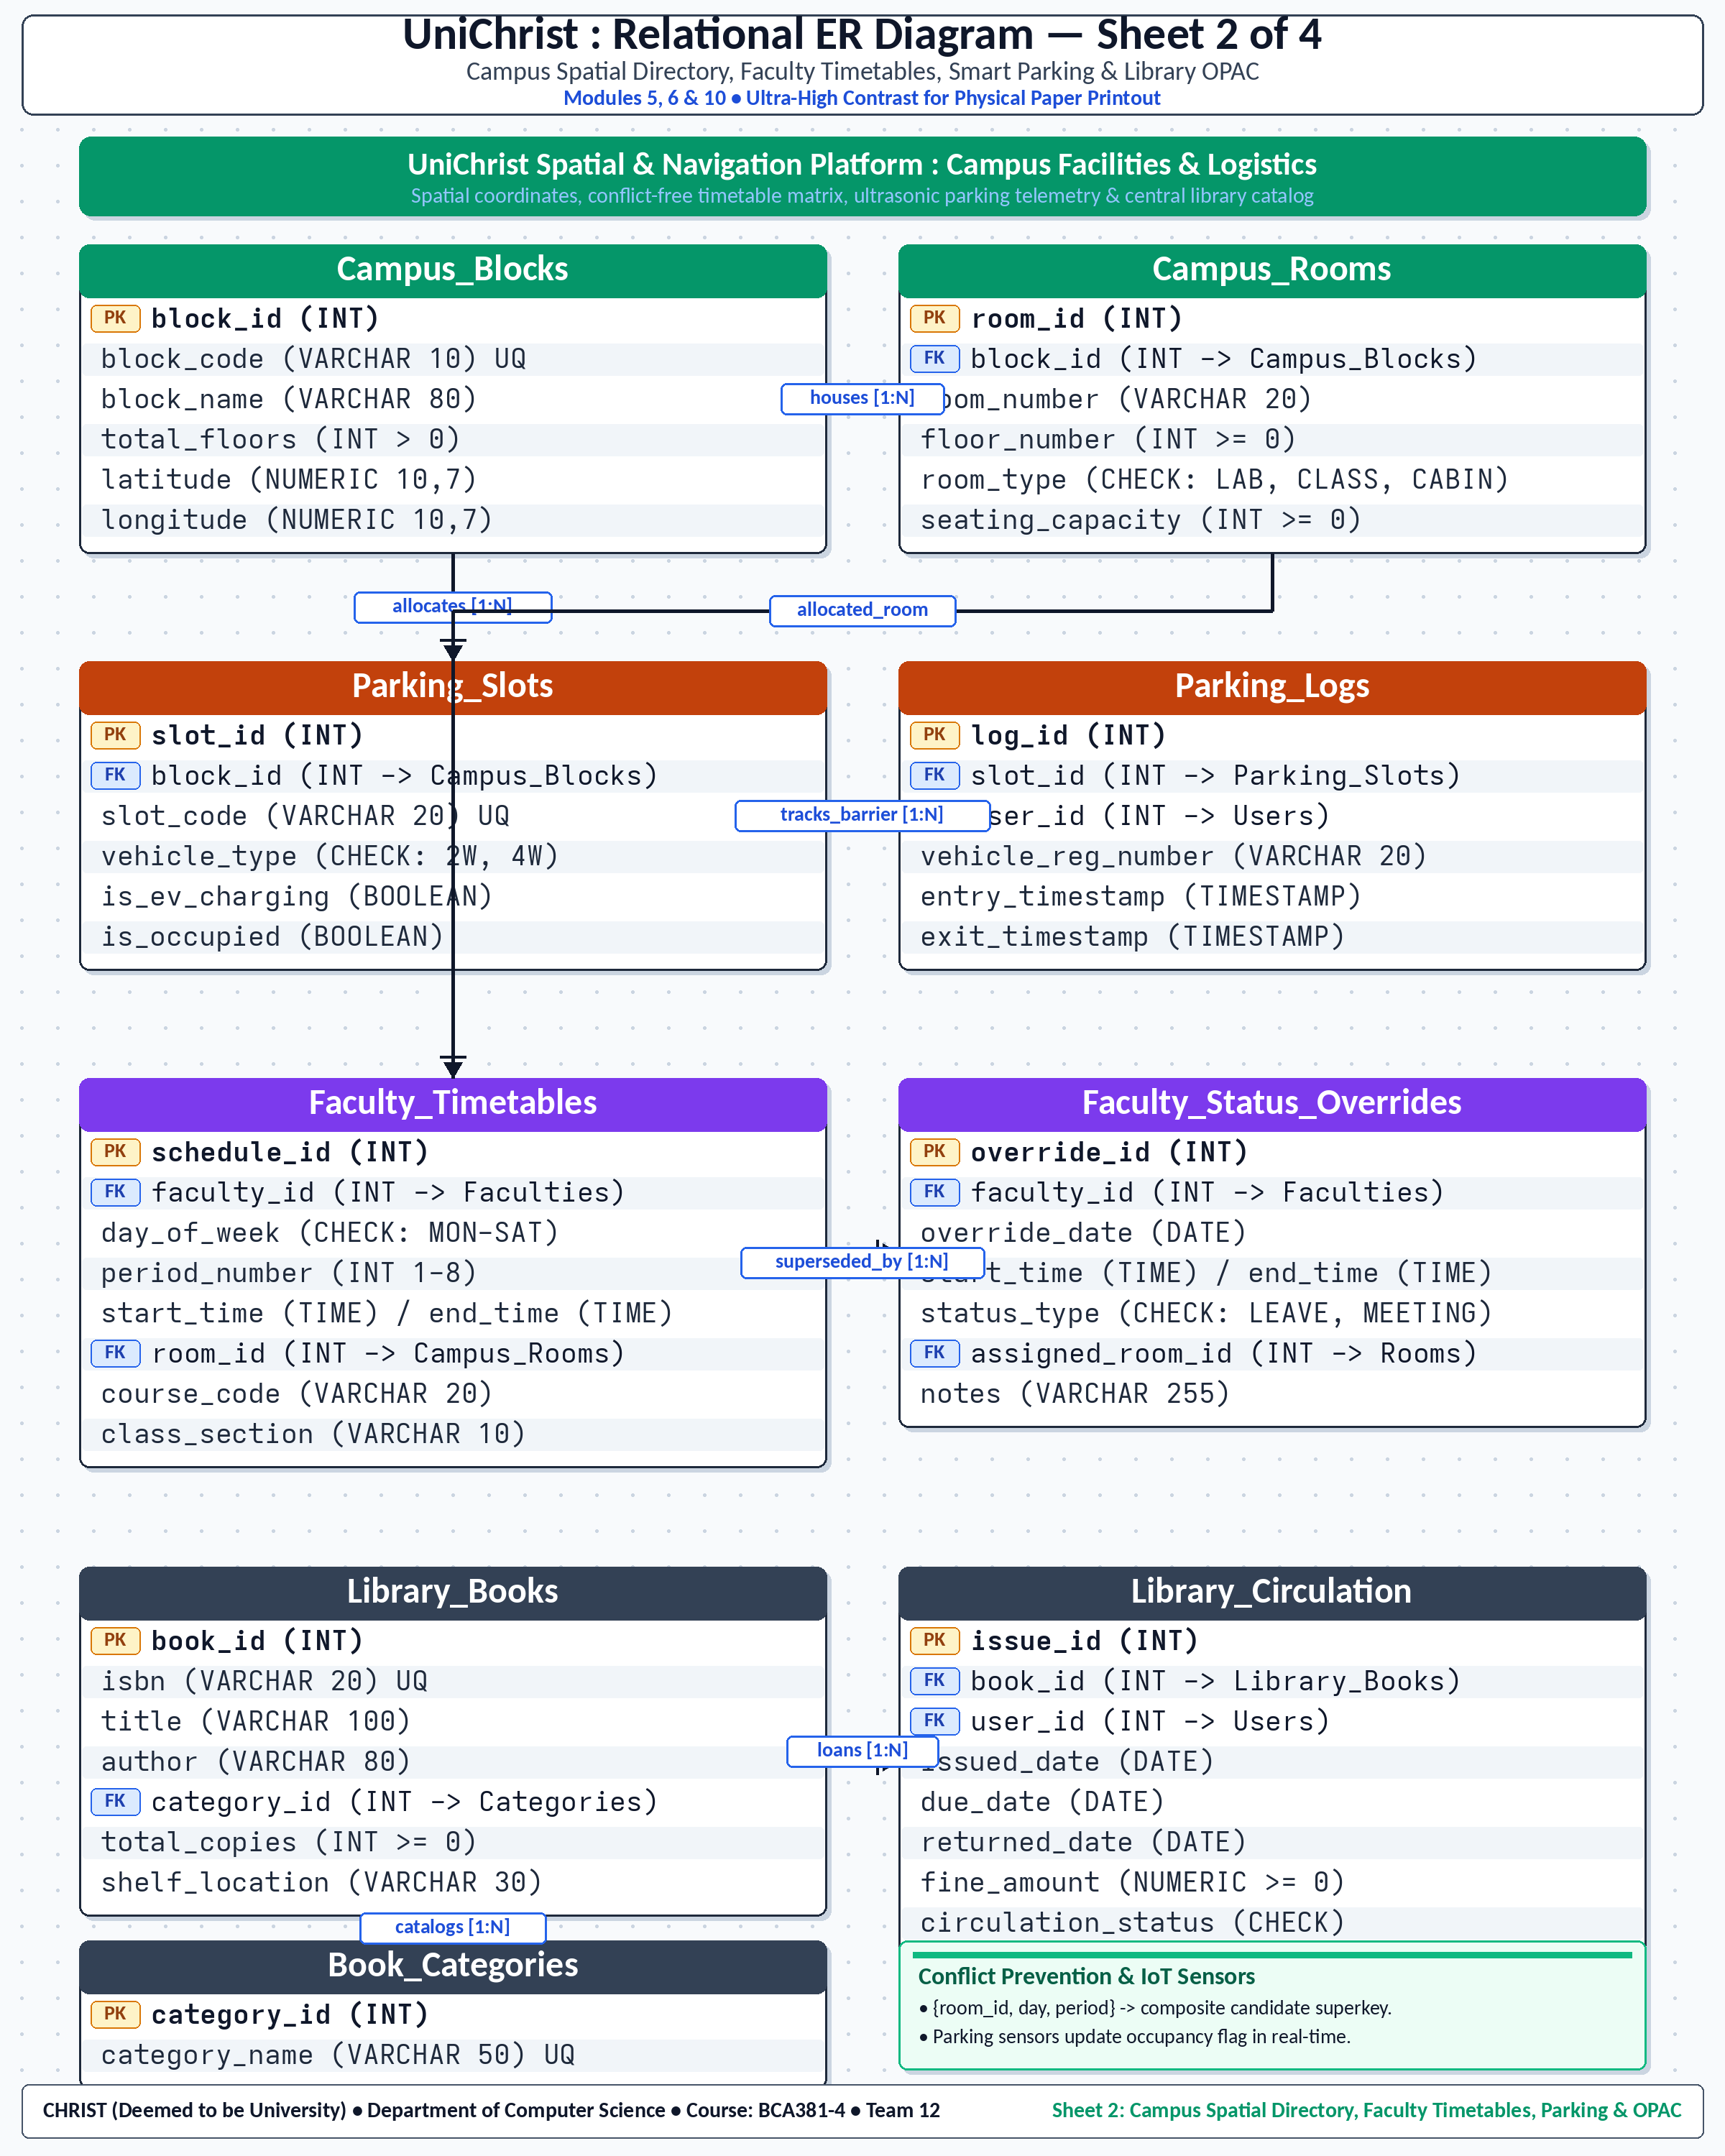 UniChrist : Relational ER Diagram — Sheet 2 of 4
Campus Spatial Directory, Faculty Timetables, Smart Parking & Library OPAC
Modules 5, 6 & 10 • Ultra-High Contrast for Physical Paper Printout
UniChrist Spatial & Navigation Platform : Campus Facilities & Logistics
Spatial coordinates, conflict-free timetable matrix, ultrasonic parking telemetry & central library catalog
Campus_Blocks
PK block_id (INT)
block_code (VARCHAR 10) UQ
block_name (VARCHAR 80)
total_floors (INT > 0)
latitude (NUMERIC 10,7)
longitude (NUMERIC 10,7)
houses [1:N]
Campus_Rooms
PK room_id (INT)
FK block_id (INT -> Campus_Blocks)
oom_number (VARCHAR 20)
floor_number (INT >= 0)
room_type (CHECK: LAB, CLASS, CABIN)
seating_capacity (INT >= 0)
allocates [1:N]
allocated_room
Parking_Slots
PK slot_id (INT)
FK block_id (INT -> Campus_Blocks)
slot_code (VARCHAR 20) UQ
vehicle_type (CHECK: 2W, 4W)
is_ev_charging (BOOLEAN)
is_occupied (BOOLEAN)
tracks_barrier [1:N]
Parking_Logs
PK log_id (INT)
FK slot_id (INT -> Parking_Slots)
ser_id (INT -> Users)
vehicle_reg_number (VARCHAR 20)
entry_timestamp (TIMESTAMP)
exit_timestamp (TIMESTAMP)
Faculty_Timetables
PK schedule_id (INT)
FK faculty_id (INT -> Faculties)
day_of_week (CHECK: MON-SAT)
period_number (INT 1-8)
start_time (TIME) / end_time (TIME)
FK room_id (INT -> Campus_Rooms)
course_code (VARCHAR 20)
class_section (VARCHAR 10)
superseded_by [1:N]
Faculty_Status_Overrides
PK override_id (INT)
FK faculty_id (INT -> Faculties)
override_date (DATE)
start_time (TIME) / end_time (TIME)
status_type (CHECK: LEAVE, MEETING)
FK assigned_room_id (INT -> Rooms)
notes (VARCHAR 255)
Library_Books
PK book_id (INT)
isbn (VARCHAR 20) UQ
title (VARCHAR 100)
author (VARCHAR 80)
FK category_id (INT -> Categories)
total_copies (INT >= 0)
shelf_location (VARCHAR 30)
loans [1:N]
Library_Circulation
PK issue_id (INT)
FK book_id (INT -> Library_Books)
FK user_id (INT -> Users)
issued_date (DATE)
due_date (DATE)
returned_date (DATE)
fine_amount (NUMERIC >= 0)
circulation_status (CHECK)
catalogs [1:N]
Book_Categories
PK category_id (INT)
category_name (VARCHAR 50) UQ
Conflict Prevention & IoT Sensors
• {room_id, day, period} -> composite candidate superkey.
• Parking sensors update occupancy flag in real-time.
CHRIST (Deemed to be University) • Department of Computer Science • Course: BCA381-4 • Team 12
Sheet 2: Campus Spatial Directory, Faculty Timetables, Parking & OPAC